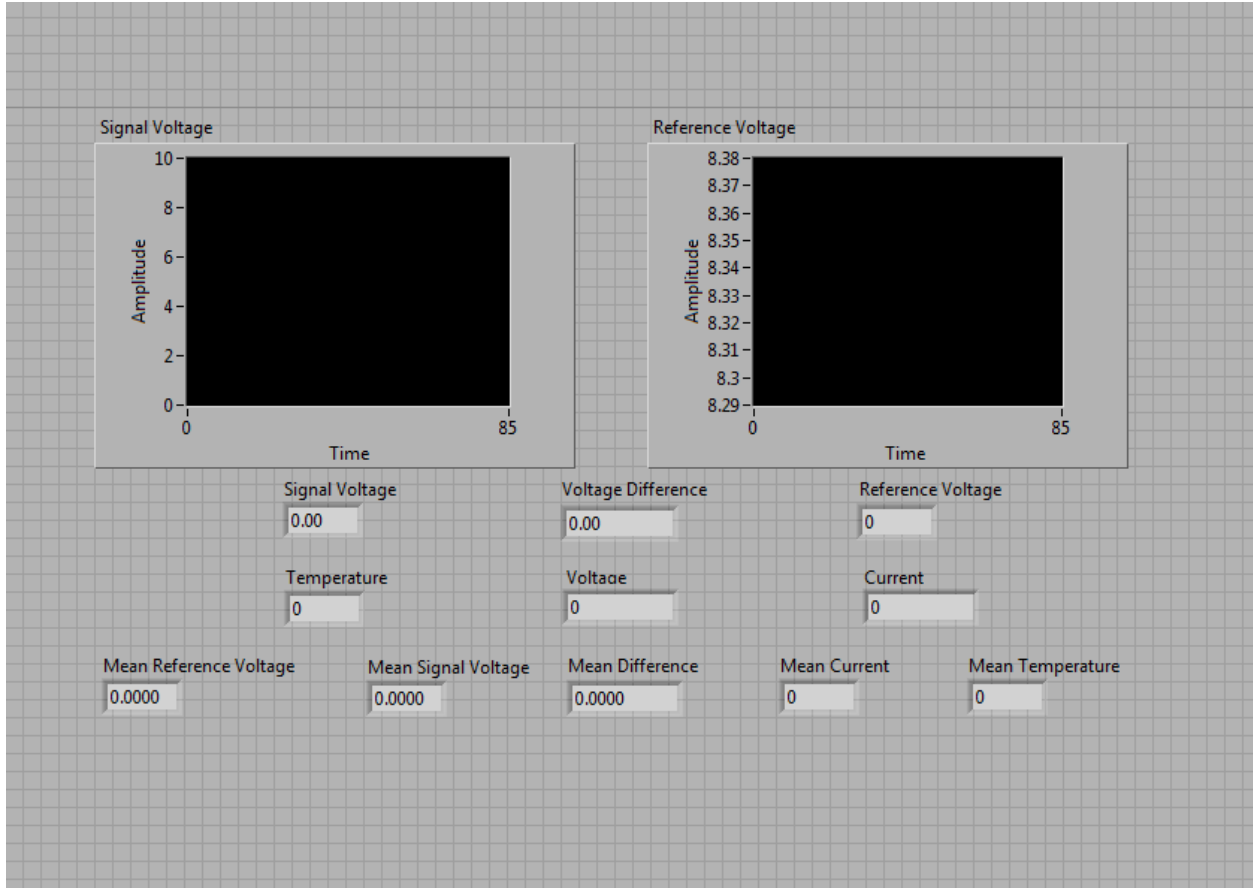 Signal Voltage
10
8
6
4
2
0
Amplitude
0 85
Time
Reference Voltage
8.38
8.37
8.36
8.35
8.34
8.33
8.32
8.31
8.3
8.29
Amplitude
0 85
Time
Signal Voltage Voltage Difference Reference Voltage
0.00 0.00 0
Temperature Voltage Current
0 0 0
Mean Reference Voltage Mean Signal Voltage Mean Difference Mean Current Mean Temperature
0.0000 0.0000 0.0000 0 0